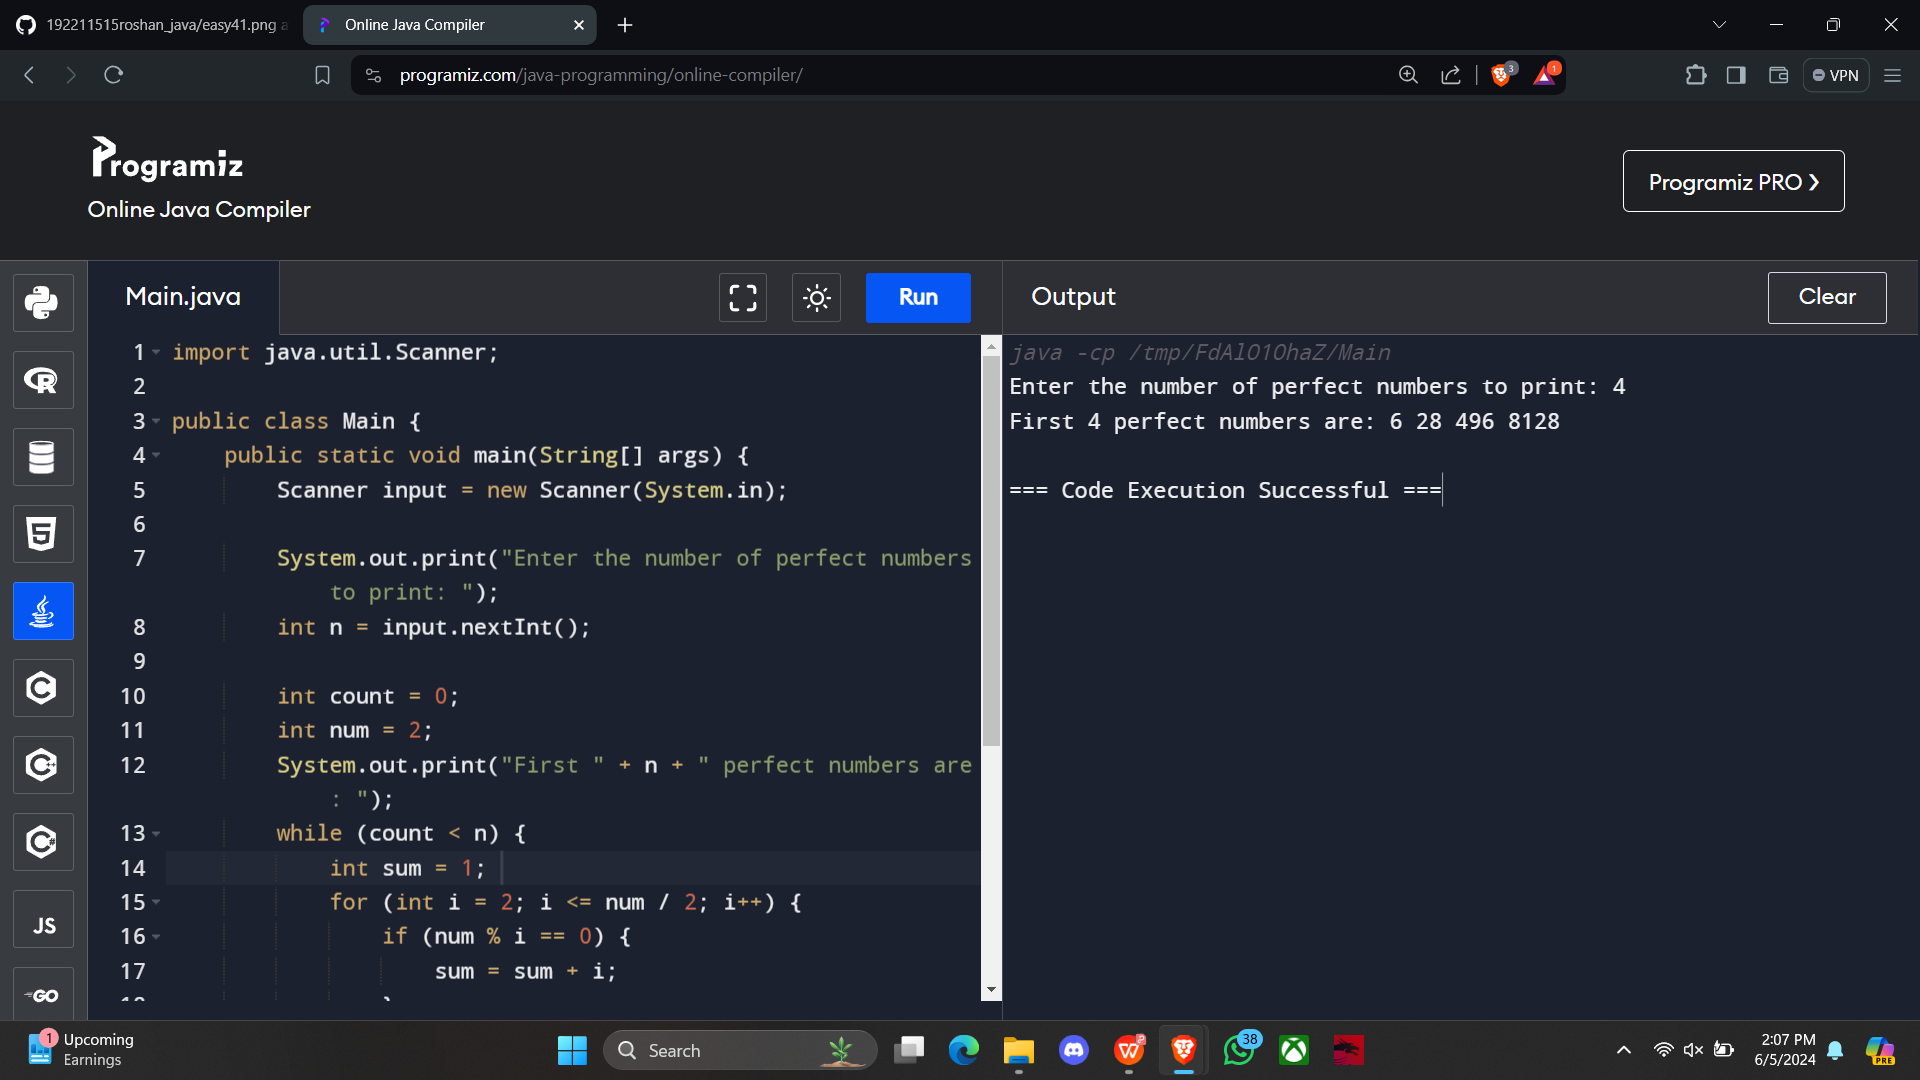 192211515roshan_java/easy41.png a
Online Java Compiler
programiz.com/java-programming/online-compiler/
3
1
VPN
Programiz
Online Java Compiler
Programiz PRO ❯
Main.java
Run
Output
Clear
1 import java.util.Scanner;
2
3 public class Main {
4 public static void main(String[] args) {
5 Scanner input = new Scanner(System.in);
6
7 System.out.print("Enter the number of perfect numbers
to print: ");
8 int n = input.nextInt();
9
10 int count = 0;
11 int num = 2;
12 System.out.print("First " + n + " perfect numbers are
: ");
13 while (count < n) {
14 int sum = 1;
15 for (int i = 2; i <= num / 2; i++) {
16 if (num % i == 0) {
17 sum = sum + i;
java -cp /tmp/FdAlO1OhaZ/Main
Enter the number of perfect numbers to print: 4
First 4 perfect numbers are: 6 28 496 8128
=== Code Execution Successful ===
R
5
C
C++
C#
JS
GO
1
Upcoming
Earnings
Search
38
2:07 PM
6/5/2024
PRE